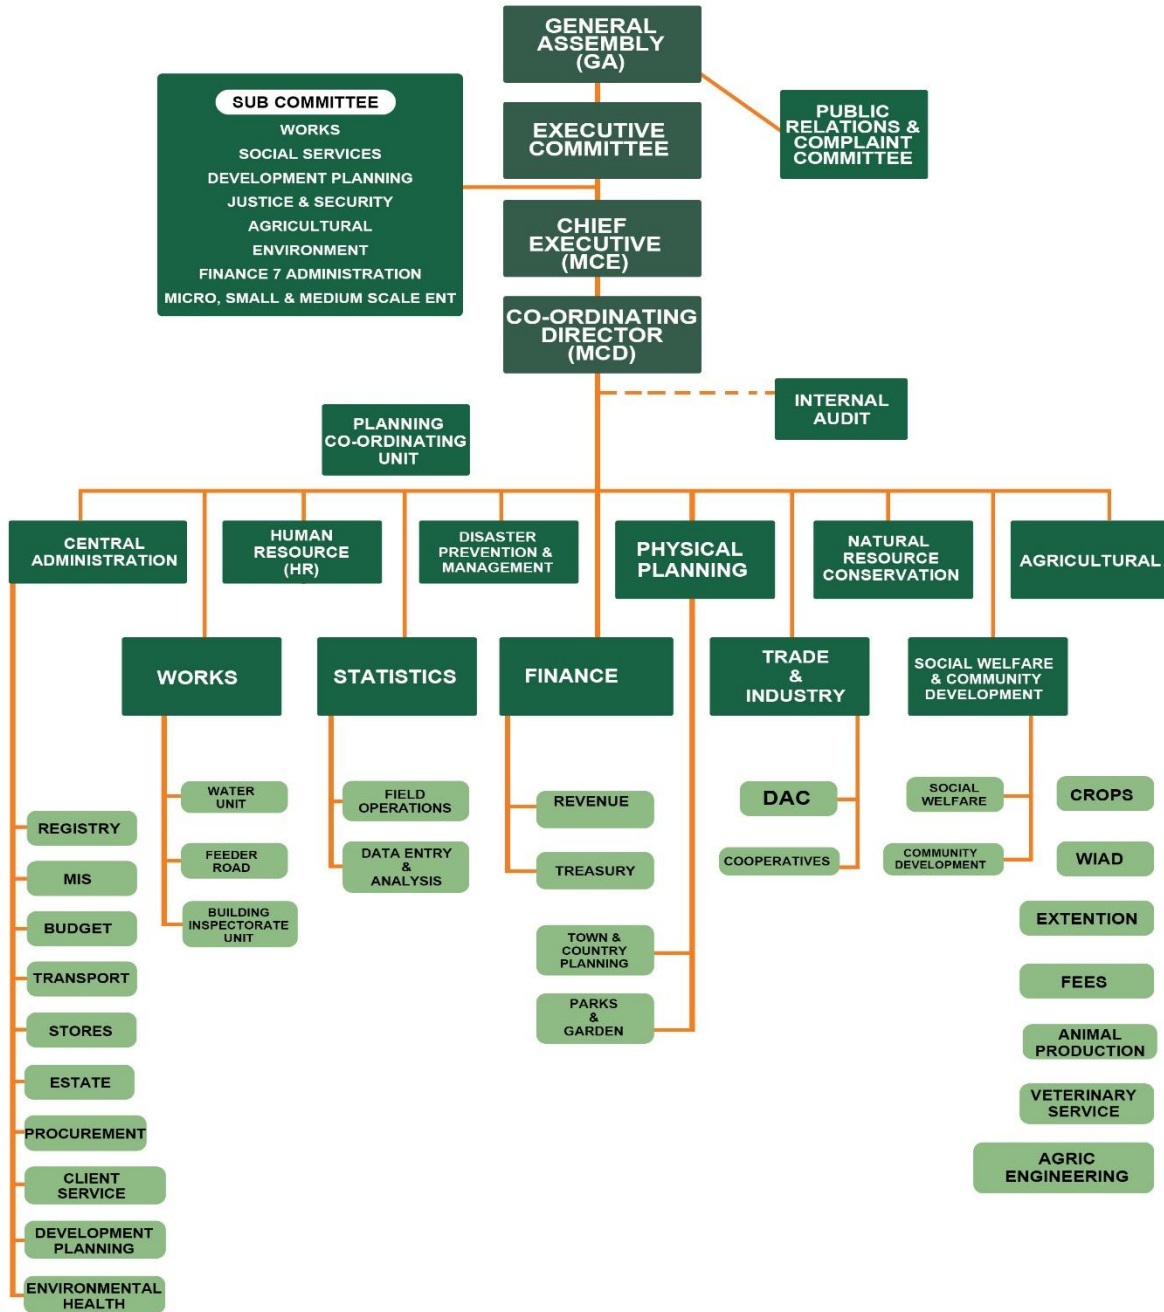 GENERAL
ASSEMBLY
(GA)
SUB COMMITTEE
WORKS
SOCIAL SERVICES
DEVELOPMENT PLANNING
JUSTICE & SECURITY
AGRICULTURAL
ENVIRONMENT
FINANCE 7 ADMINISTRATION
MICRO, SMALL & MEDIUM SCALE ENT
EXECUTIVE
COMMITTEE
PUBLIC
RELATIONS &
COMPLAINT
COMMITTEE
CHIEF
EXECUTIVE
(MCE)
CO-ORDINATING
DIRECTOR
(MCD)
INTERNAL
AUDIT
PLANNING
CO-ORDINATING
UNIT
CENTRAL
ADMINISTRATION
HUMAN
RESOURCE
(HR)
DISASTER
PREVENTION &
MANAGEMENT
PHYSICAL
PLANNING
NATURAL
RESOURCE
CONSERVATION
AGRICULTURAL
WORKS
STATISTICS
FINANCE
TRADE
&
INDUSTRY
SOCIAL WELFARE
& COMMUNITY
DEVELOPMENT
REGISTRY
MIS
BUDGET
TRANSPORT
STORES
ESTATE
PROCUREMENT
CLIENT
SERVICE
DEVELOPMENT
PLANNING
ENVIRONMENTAL
HEALTH
WATER
UNIT
FEEDER
ROAD
BUILDING
INSPECTORATE
UNIT
FIELD
OPERATIONS
DATA ENTRY
&
ANALYSIS
REVENUE
TREASURY
TOWN &
COUNTRY
PLANNING
PARKS
&
GARDEN
DAC
COOPERATIVES
SOCIAL
WELFARE
COMMUNITY
DEVELOPMENT
CROPS
WIAD
EXTENTION
FEES
ANIMAL
PRODUCTION
VETERINARY
SERVICE
AGRIC
ENGINEERING